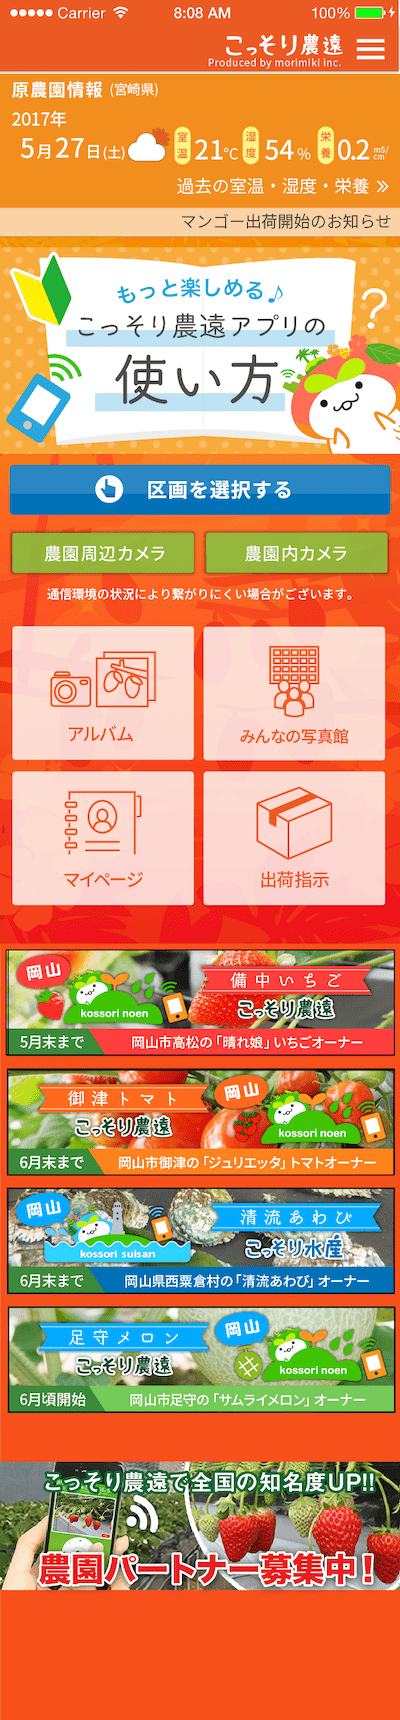 Carrier 8:08 AM 100%
こっそり農遠
Produced by morimiki inc.
原農園情報 (宮崎県)
2017年
5月27日(土) 室温 21℃ 湿度 54% 栄養 0.2 mS/cm
過去の室温・湿度・栄養 ≫
マンゴー出荷開始のお知らせ
もっと楽しめる♪
こっそり農遠アプリの
使い方
?
区画を選択する
農園周辺カメラ 農園内カメラ
通信環境の状況により繋がりにくい場合がございます。
アルバム みんなの写真館
マイページ 出荷指示
岡山 備中いちご
kossori noen こっそり農遠
5月末まで 岡山市高松の「晴れ娘」いちごオーナー
御津トマト 岡山
こっそり農遠 kossori noen
6月末まで 岡山市御津の「ジュリエッタ」トマトオーナー
岡山 清流あわび
kossori suisan こっそり水産
6月末まで 岡山県西粟倉村の「清流あわび」オーナー
足守メロン 岡山
こっそり農遠 kossori noen
6月頃開始 岡山市足守の「サムライメロン」オーナー
こっそり農遠で全国の知名度UP!!
農園パートナー募集中！